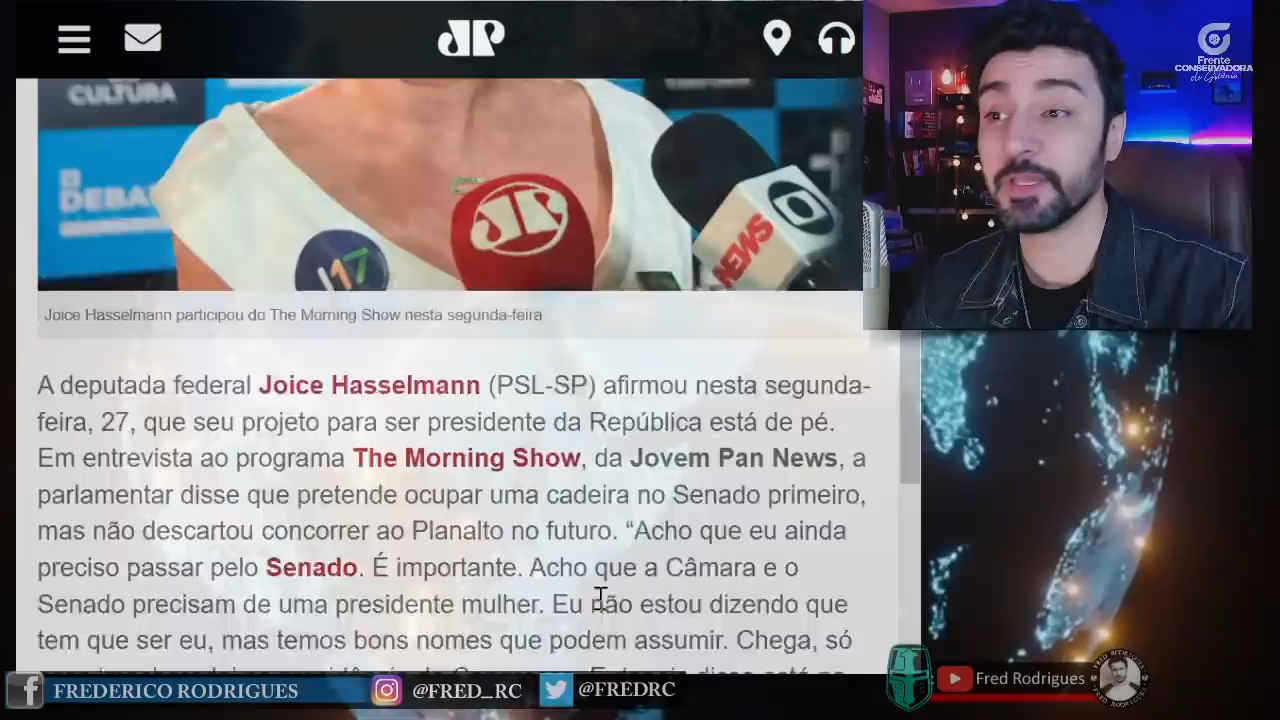 JP
Frente
CONSERVADORA
de Goiânia
CULTURA
DEBA
JP
NEWS
17
Joice Hasselmann participou do The Morning Show nesta segunda-feira
A deputada federal Joice Hasselmann (PSL-SP) afirmou nesta segunda-
feira, 27, que seu projeto para ser presidente da República está de pé.
Em entrevista ao programa The Morning Show, da Jovem Pan News, a
parlamentar disse que pretende ocupar uma cadeira no Senado primeiro,
mas não descartou concorrer ao Planalto no futuro. “Acho que eu ainda
preciso passar pelo Senado. É importante. Acho que a Câmara e o
Senado precisam de uma presidente mulher. Eu não estou dizendo que
tem que ser eu, mas temos bons nomes que podem assumir. Chega, só
FREDERICO RODRIGUES
@FRED_RC
@FREDRC
Fred Rodrigues
FRED RODRIGUES